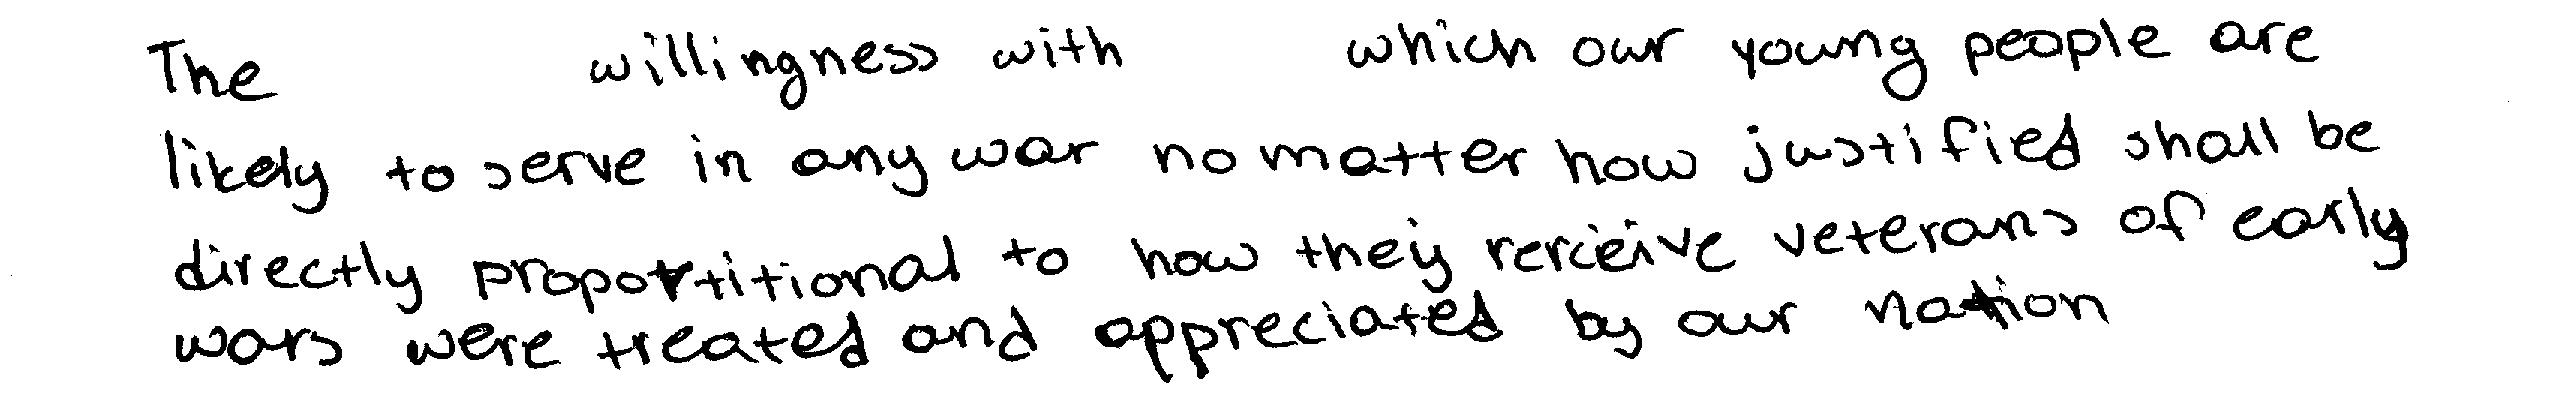 The willingness with which our young people are
likely to serve in any war no matter how justified shall be
directly proportitional to how they rerceive veterans of early
wars were treated and appreciated by our nation